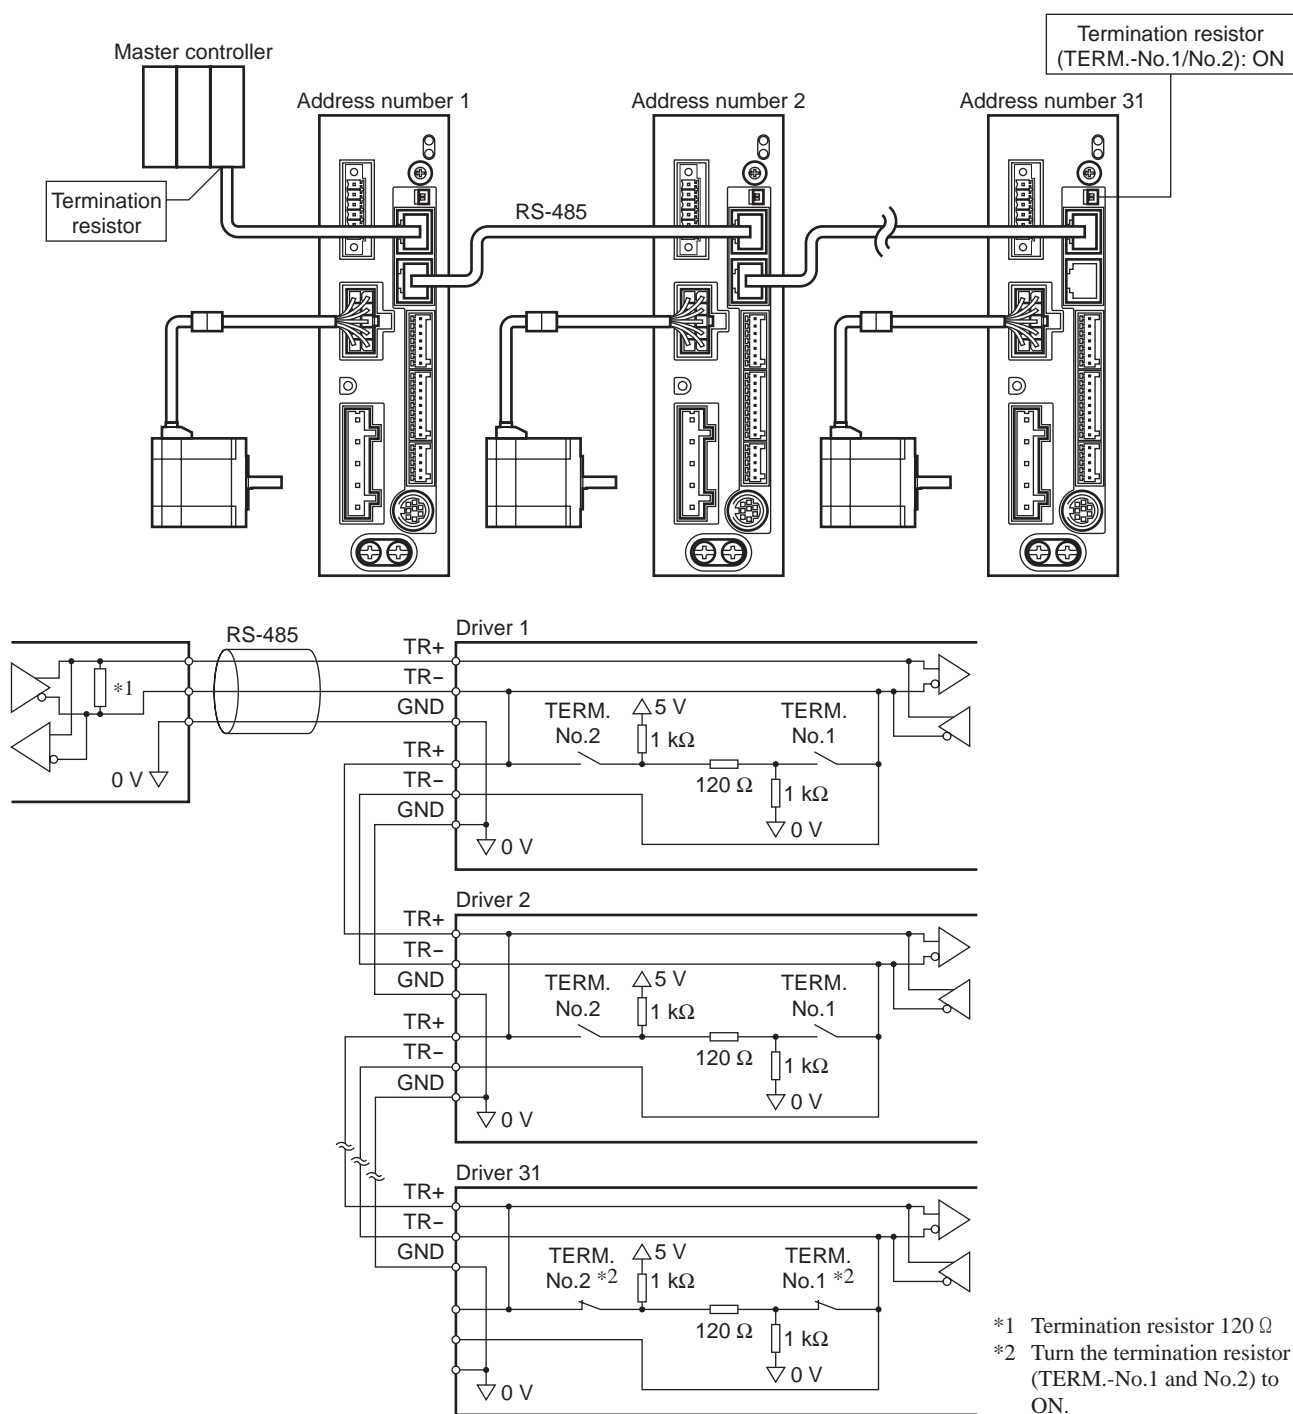 Termination resistor
(TERM.-No.1/No.2): ON
Master controller
Address number 1
Address number 2
Address number 31
Termination
resistor
RS-485
RS-485
*1
0 V
Driver 1
TR+
TR-
GND
TR+
TR-
GND
TERM.
No.2
5 V
1 kΩ
120 Ω
TERM.
No.1
1 kΩ
0 V
0 V
Driver 2
TR+
TR-
GND
TR+
TR-
GND
TERM.
No.2
5 V
1 kΩ
120 Ω
TERM.
No.1
1 kΩ
0 V
0 V
Driver 31
TR+
TR-
GND
TERM.
No.2 *2
5 V
1 kΩ
120 Ω
TERM.
No.1 *2
1 kΩ
0 V
0 V
*1 Termination resistor 120 Ω
*2 Turn the termination resistor
(TERM.-No.1 and No.2) to
ON.